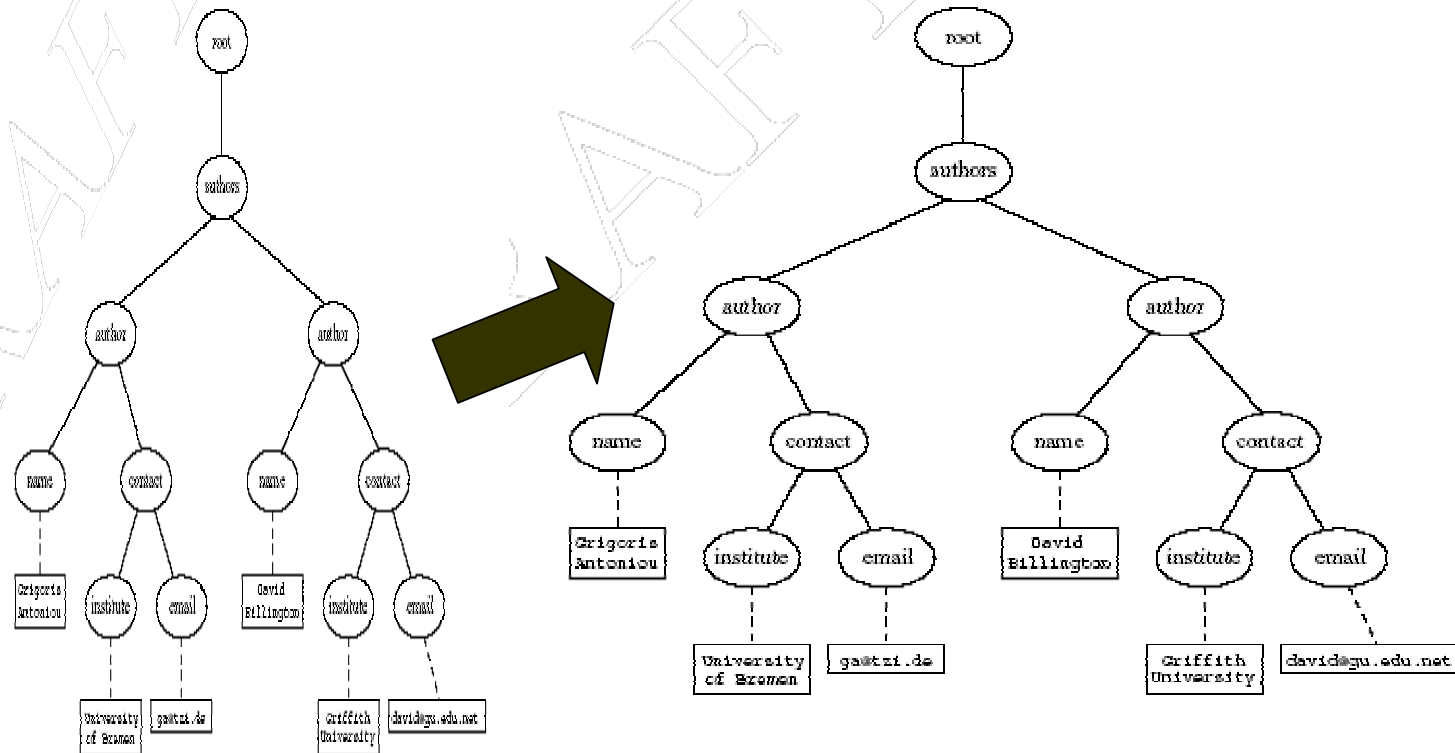 root
authors
author
author
name
contact
name
contact
Grigoris
Antoniou
institute
email
David
Billington
institute
email
University
of Bremen
ga@tzi.de
Griffith
University
david@gu.edu.net
root
authors
author
author
name
contact
name
contact
Grigoris
Antoniou
institute
email
David
Billington
institute
email
University
of Bremen
ga@tzi.de
Griffith
University
david@gu.edu.net